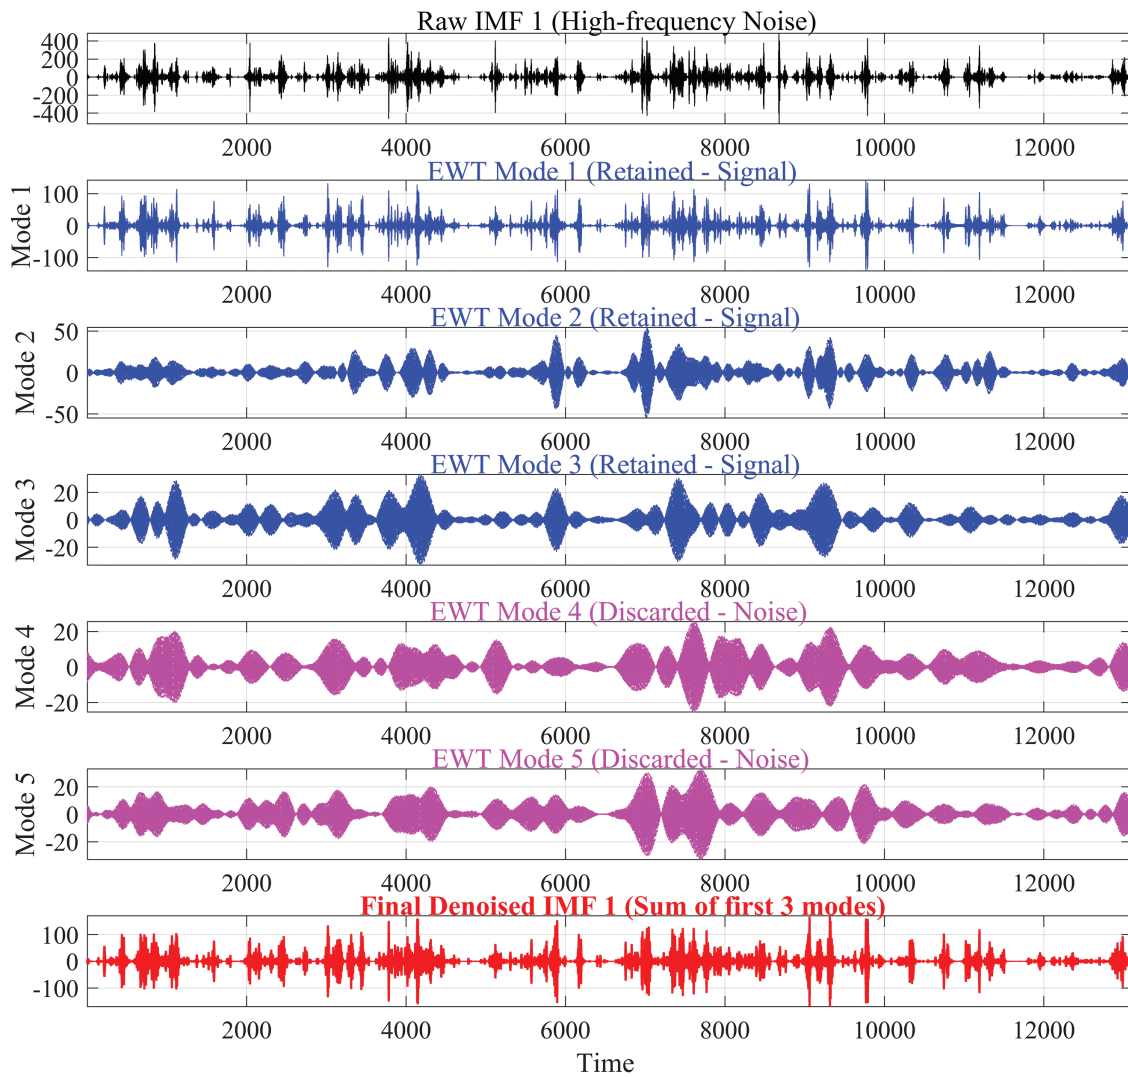 Raw IMF 1 (High-frequency Noise)
400
200
0
-200
-400
2000 4000 6000 8000 10000 12000
EWT Mode 1 (Retained - Signal)
Mode 1
100
0
-100
2000 4000 6000 8000 10000 12000
EWT Mode 2 (Retained - Signal)
Mode 2
50
0
-50
2000 4000 6000 8000 10000 12000
EWT Mode 3 (Retained - Signal)
Mode 3
20
0
-20
2000 4000 6000 8000 10000 12000
EWT Mode 4 (Discarded - Noise)
Mode 4
20
0
-20
2000 4000 6000 8000 10000 12000
EWT Mode 5 (Discarded - Noise)
Mode 5
20
0
-20
2000 4000 6000 8000 10000 12000
Final Denoised IMF 1 (Sum of first 3 modes)
100
0
-100
2000 4000 6000 8000 10000 12000
Time